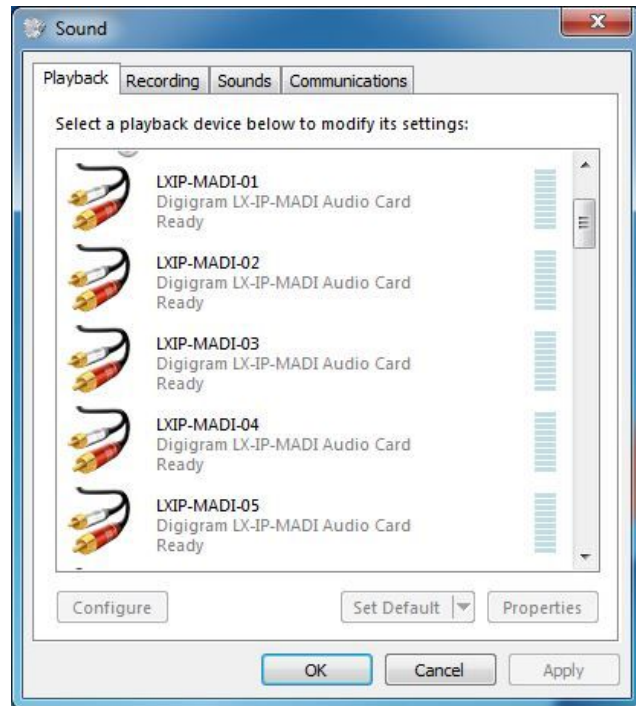 Sound
Playback Recording Sounds Communications
Select a playback device below to modify its settings:
LXIP-MADI-01
Digigram LX-IP-MADI Audio Card
Ready
LXIP-MADI-02
Digigram LX-IP-MADI Audio Card
Ready
LXIP-MADI-03
Digigram LX-IP-MADI Audio Card
Ready
LXIP-MADI-04
Digigram LX-IP-MADI Audio Card
Ready
LXIP-MADI-05
Digigram LX-IP-MADI Audio Card
Ready
Configure Set Default Properties
OK Cancel Apply